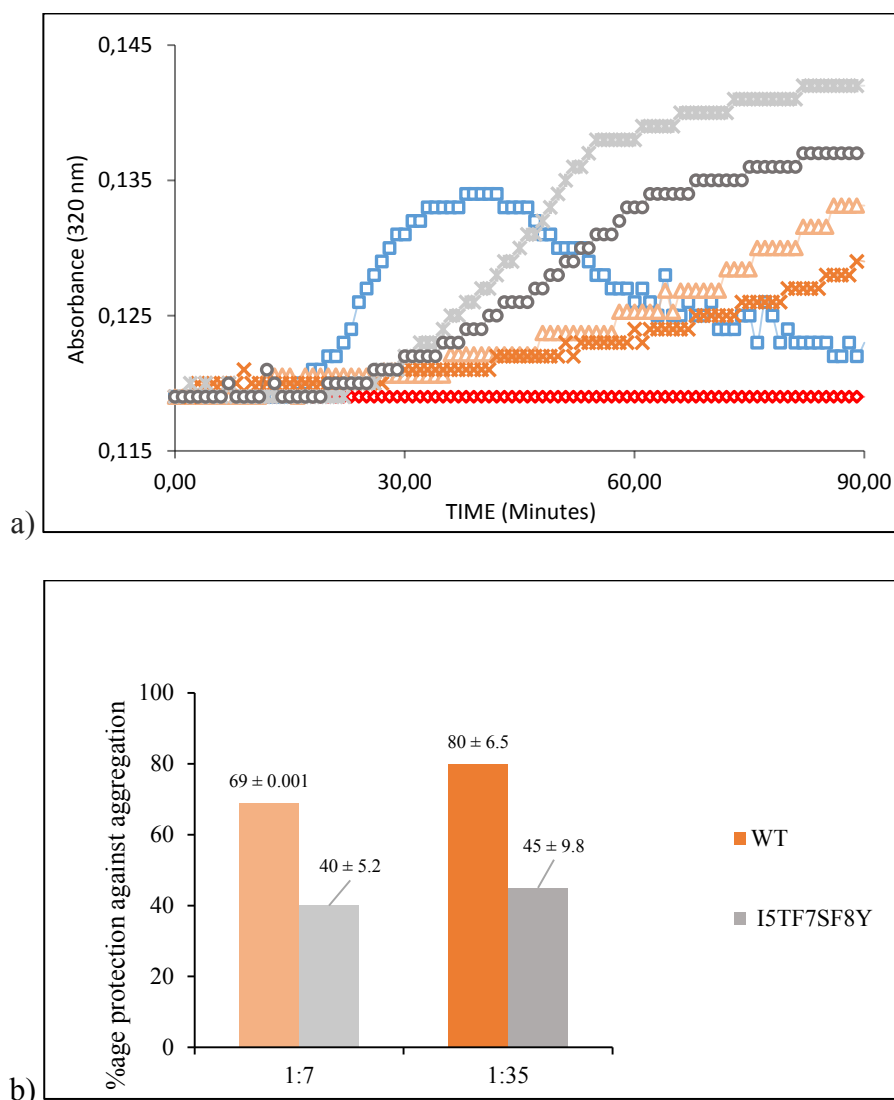 0,145
0,135
0,125
0,115
Absorbance (320 nm)
0,00
30,00
60,00
90,00
TIME (Minutes)
a)
%age protection against aggregation
100
80
60
40
20
0
69 ± 0.001
40 ± 5.2
80 ± 6.5
45 ± 9.8
1:7
1:35
WT
I5TF7SF8Y
b)